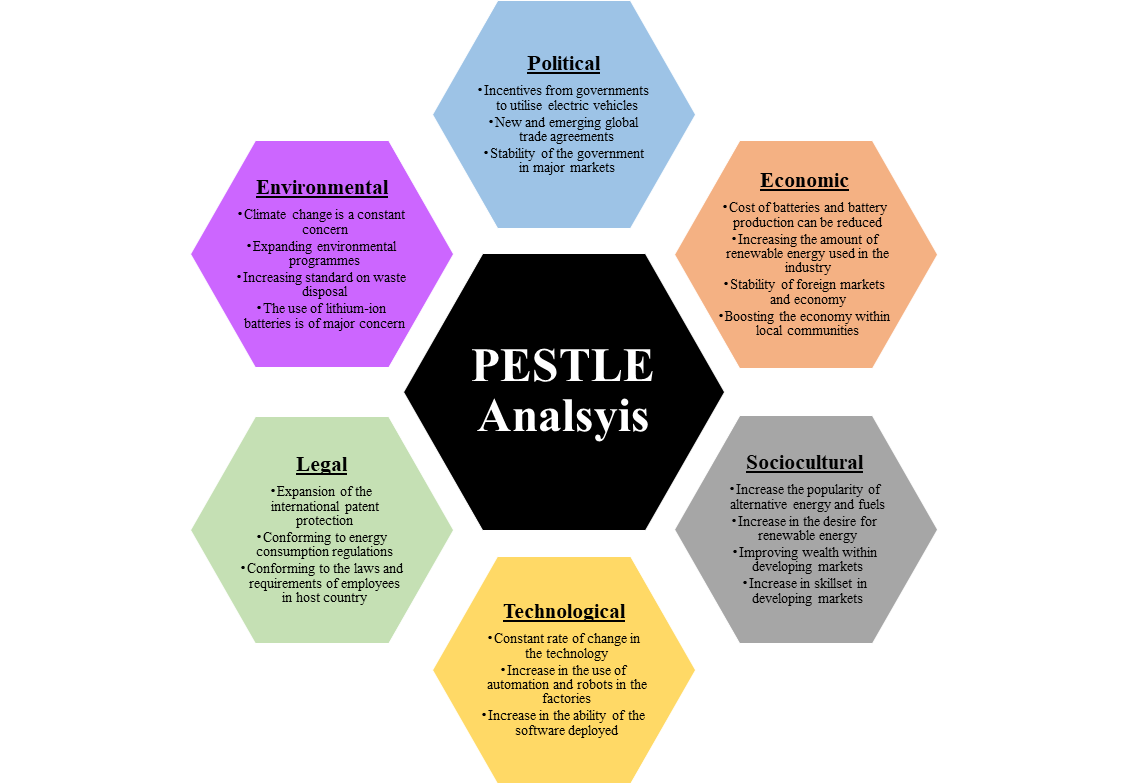 Political
•Incentives from governments
to utilise electric vehicles
•New and emerging global
trade agreements
•Stability of the government
in major markets
Economic
•Cost of batteries and battery
production can be reduced
•Increasing the amount of
renewable energy used in the
industry
•Stability of foreign markets
and economy
•Boosting the economy within
local communities
Sociocultural
•Increase the popularity of
alternative energy and fuels
•Increase in the desire for
renewable energy
•Improving wealth within
developing markets
•Increase in skillset in
developing markets
Technological
•Constant rate of change in
the technology
•Increase in the use of
automation and robots in the
factories
•Increase in the ability of the
software deployed
Legal
•Expansion of the
international patent
protection
•Conforming to energy
consumption regulations
•Conforming to the laws and
requirements of employees
in host country
Environmental
•Climate change is a constant
concern
•Expanding environmental
programmes
•Increasing standard on waste
disposal
•The use of lithium-ion
batteries is of major concern
PESTLE
Analsyis